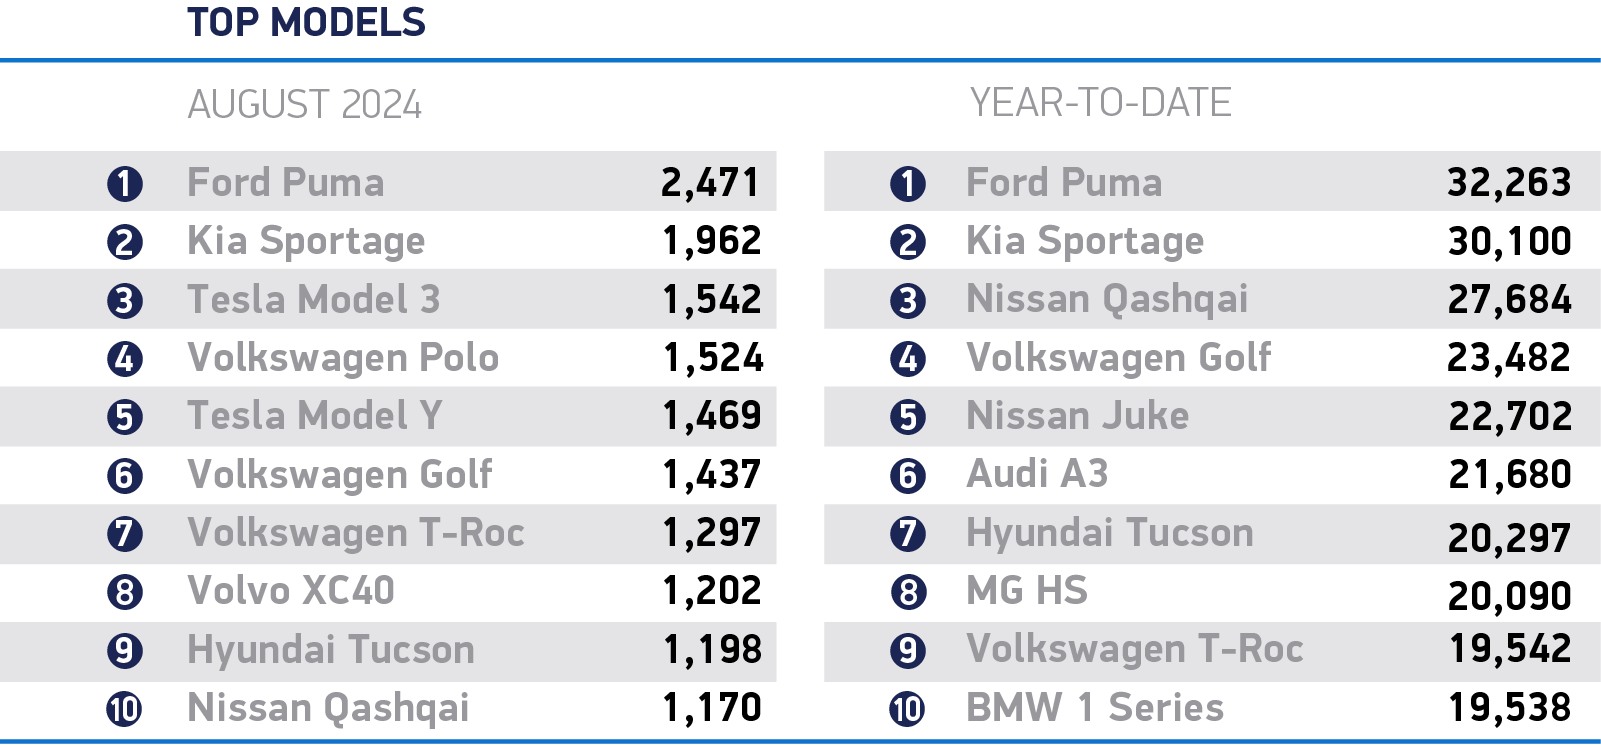 TOP MODELS
AUGUST 2024
1 Ford Puma 2,471
2 Kia Sportage 1,962
3 Tesla Model 3 1,542
4 Volkswagen Polo 1,524
5 Tesla Model Y 1,469
6 Volkswagen Golf 1,437
7 Volkswagen T-Roc 1,297
8 Volvo XC40 1,202
9 Hyundai Tucson 1,198
10 Nissan Qashqai 1,170
YEAR-TO-DATE
1 Ford Puma 32,263
2 Kia Sportage 30,100
3 Nissan Qashqai 27,684
4 Volkswagen Golf 23,482
5 Nissan Juke 22,702
6 Audi A3 21,680
7 Hyundai Tucson 20,297
8 MG HS 20,090
9 Volkswagen T-Roc 19,542
10 BMW 1 Series 19,538